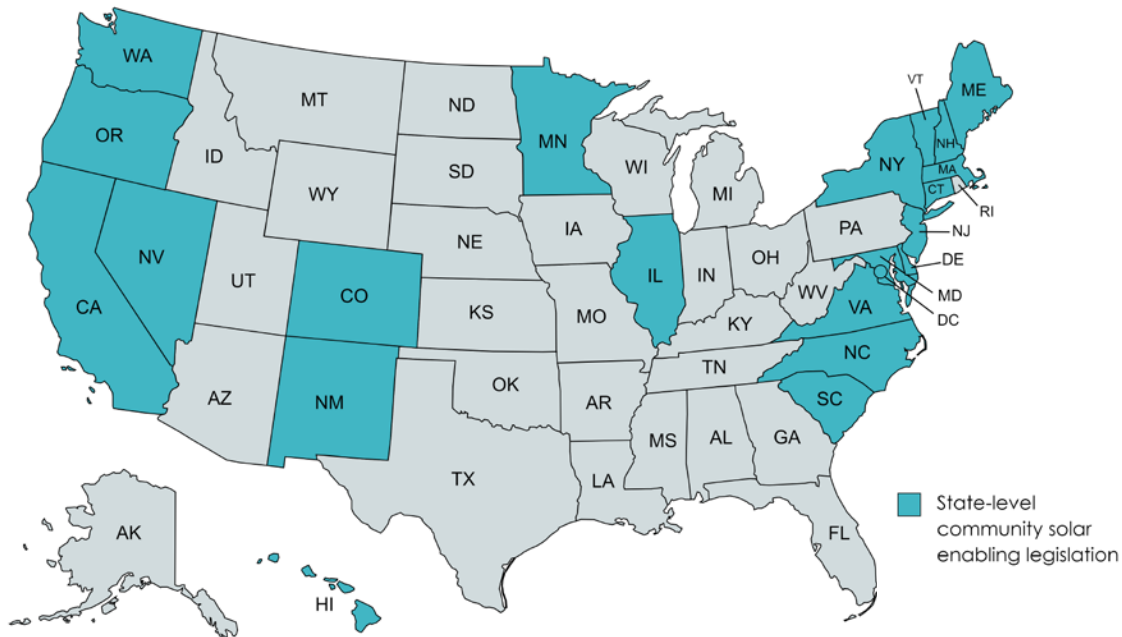 WA
MT
ND
MN
VT
ME
OR
ID
SD
WI
MI
NY
NH
MA
CT
RI
WY
NE
IA
PA
NJ
NV
UT
CO
IL
IN
OH
DE
CA
KS
MO
WV
VA
MD
DC
KY
NC
AZ
NM
OK
AR
TN
SC
TX
LA
MS
AL
GA
FL
AK
HI
State-level
community solar
enabling legislation